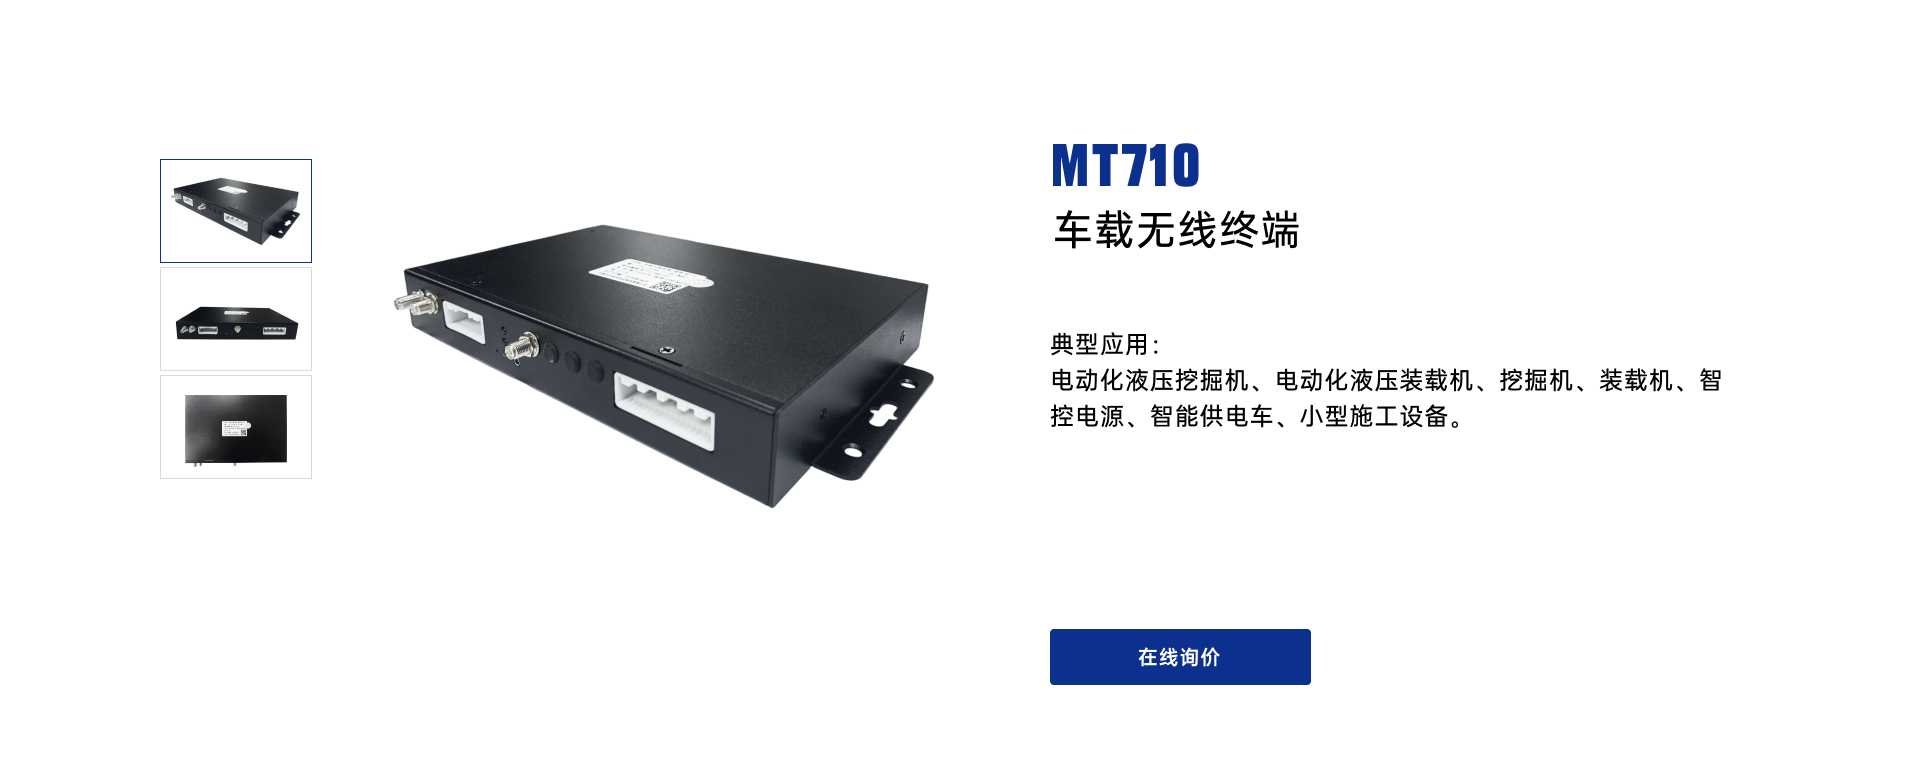 MT710
车载无线终端
典型应用：
电动化液压挖掘机、电动化液压装载机、挖掘机、装载机、智
控电源、智能供电车、小型施工设备。
在线询价